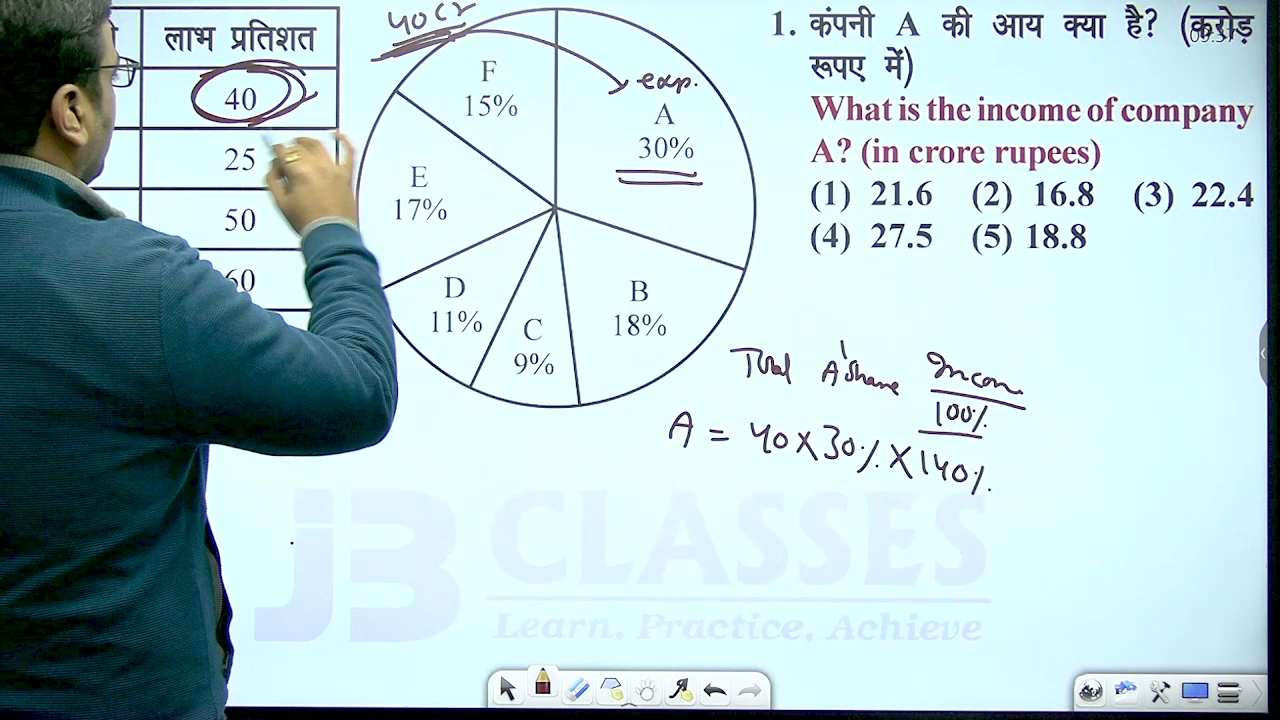 लाभ प्रतिशत
40
25
50
60
40 Cr
exp.
A
30%
B
18%
C
9%
D
11%
E
17%
F
15%
1. कंपनी A की आय क्या है? (करोड़
रूपए में)
What is the income of company
A? (in crore rupees)
(1) 21.6 (2) 16.8 (3) 22.4
(4) 27.5 (5) 18.8
Total A'share Incom
100%
A = 40 X 30% X 140%
JB CLASSES
Learn, Practice, Achieve